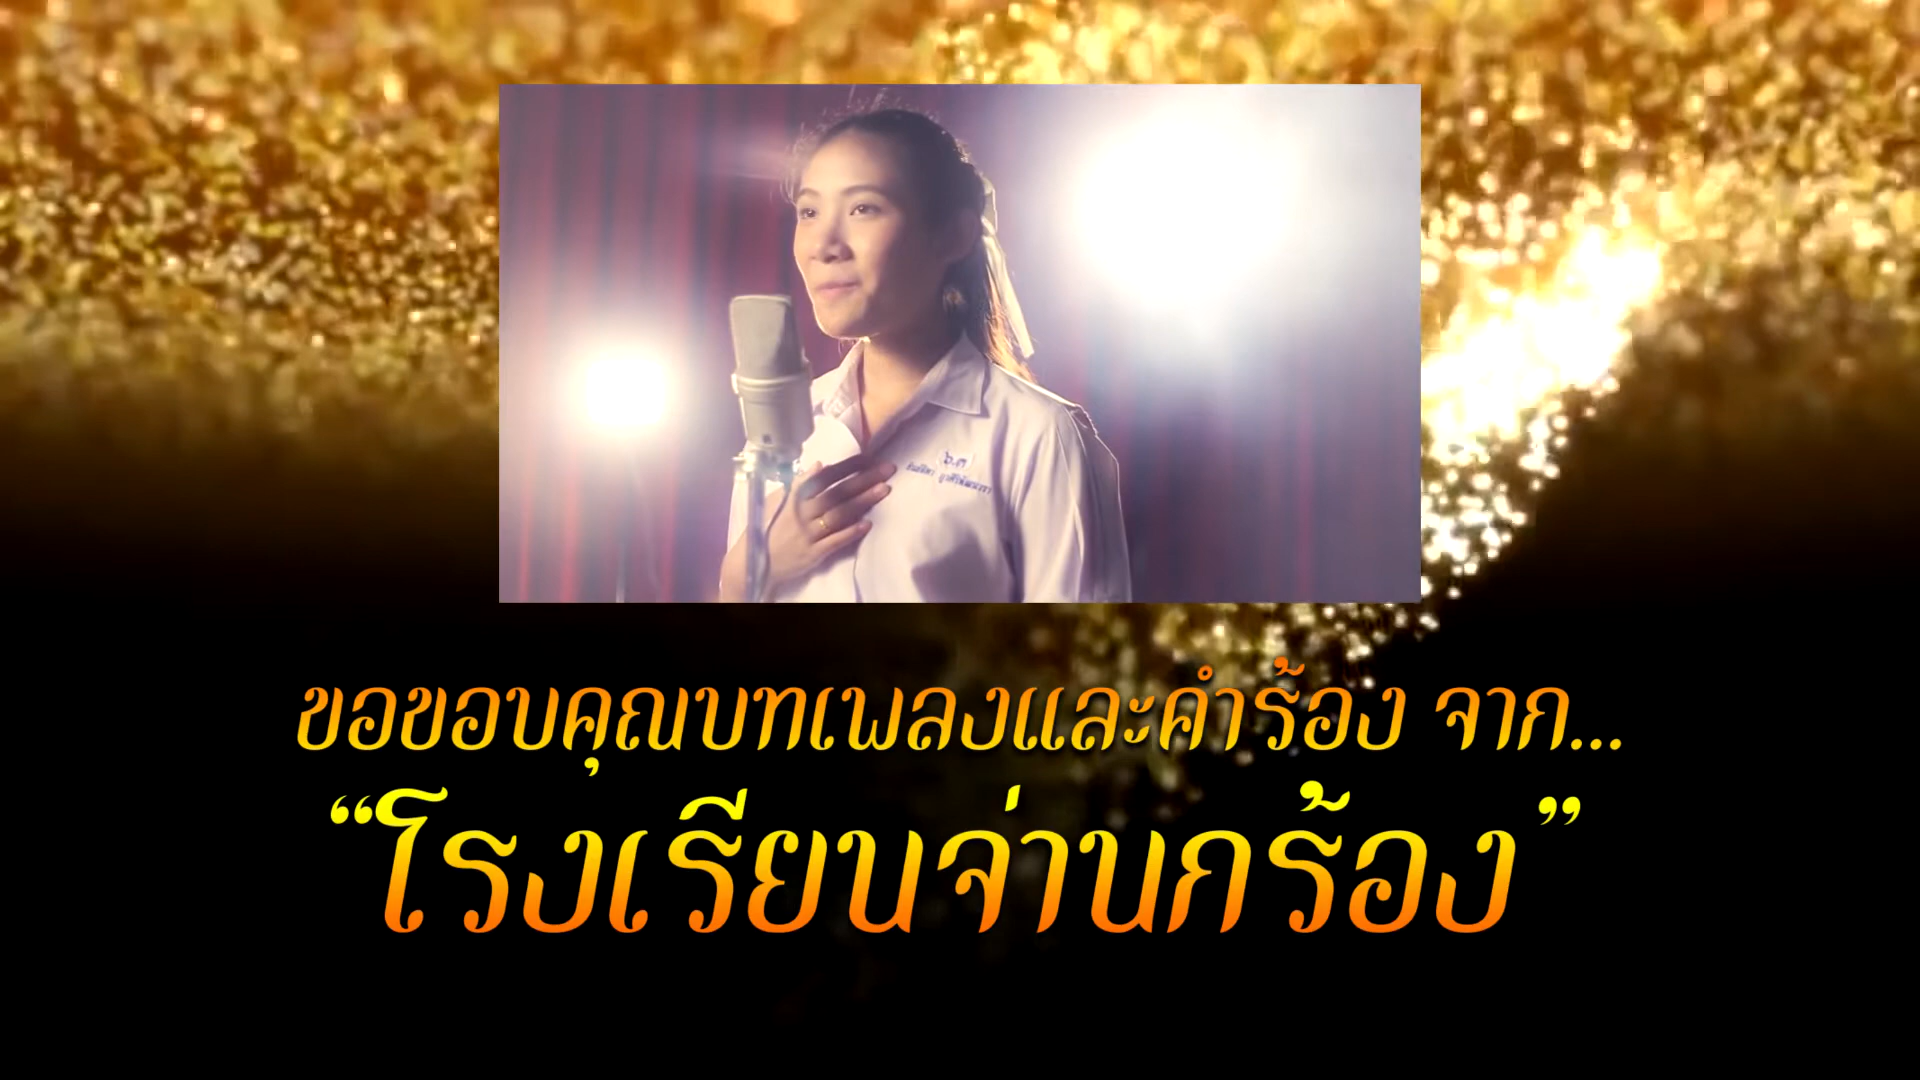 ขอขอบคุณบทเพลงและคำร้อง จาก...
“โรงเรียนจ่านกร้อง”